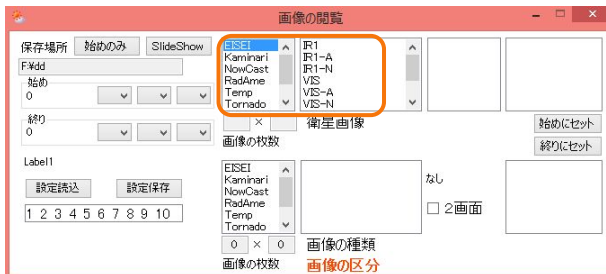 画像の閲覧
保存場所 始めのみ SlideShow
F:¥dd
始め
0
終り
0
Label1
設定読込 設定保存
1 2 3 4 5 6 7 8 9 10
EISEI
Kaminari
NowCast
RadAme
Temp
Tornado
IR1
IR1-A
IR1-N
VIS
VIS-A
VIS-N
× 衛星画像
画像の枚数
始めにセット
終りにセット
EISEI
Kaminari
NowCast
RadAme
Temp
Tornado
なし
2画面
0 × 0 画像の種類
画像の枚数 画像の区分